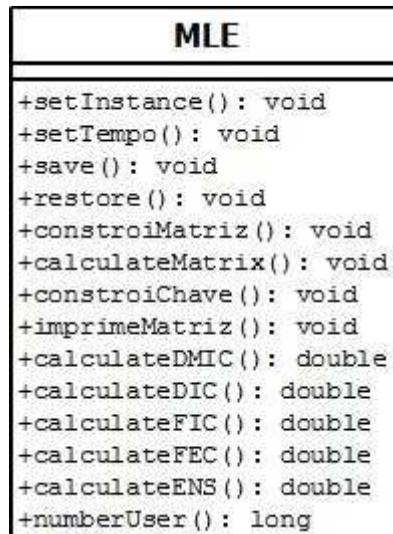 MLE
+setInstance(): void
+setTempo(): void
+save(): void
+restore(): void
+constroiMatriz(): void
+calculateMatrix(): void
+constroiChave(): void
+imprimeMatriz(): void
+calculateDMIC(): double
+calculateDIC(): double
+calculateFIC(): double
+calculateFEC(): double
+calculateENS(): double
+numberUser(): long